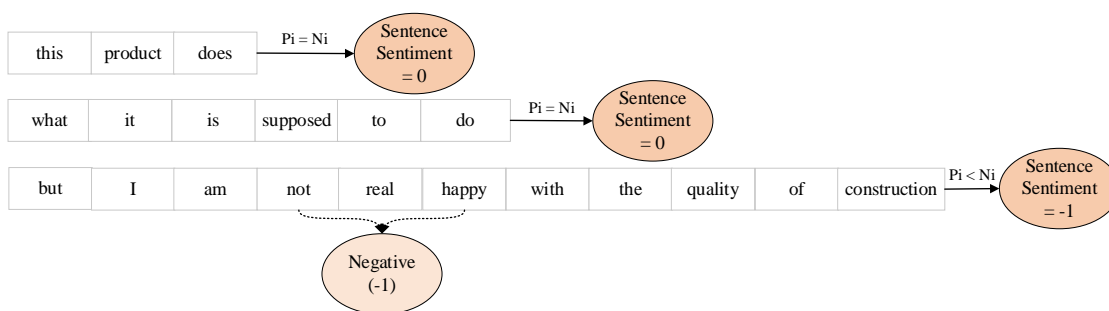 this product does Pi = Ni Sentence Sentiment = 0
what it is supposed to do Pi = Ni Sentence Sentiment = 0
but I am not real happy with the quality of construction Pi < Ni Sentence Sentiment = -1
Negative
(-1)